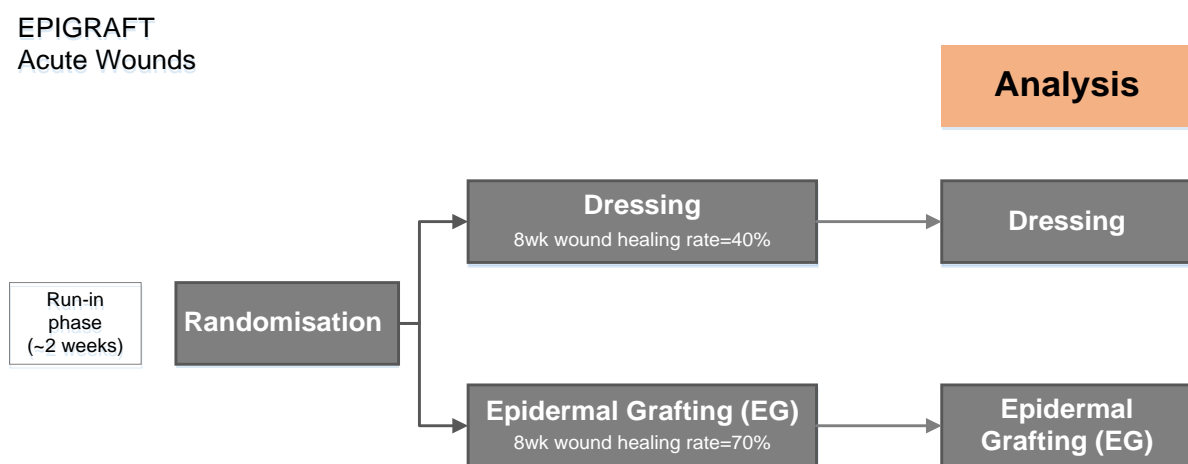 EPIGRAFT
Acute Wounds
Analysis
Dressing
8wk wound healing rate=40%
Dressing
Run-in
phase
(~2 weeks)
Randomisation
Epidermal Grafting (EG)
8wk wound healing rate=70%
Epidermal
Grafting (EG)